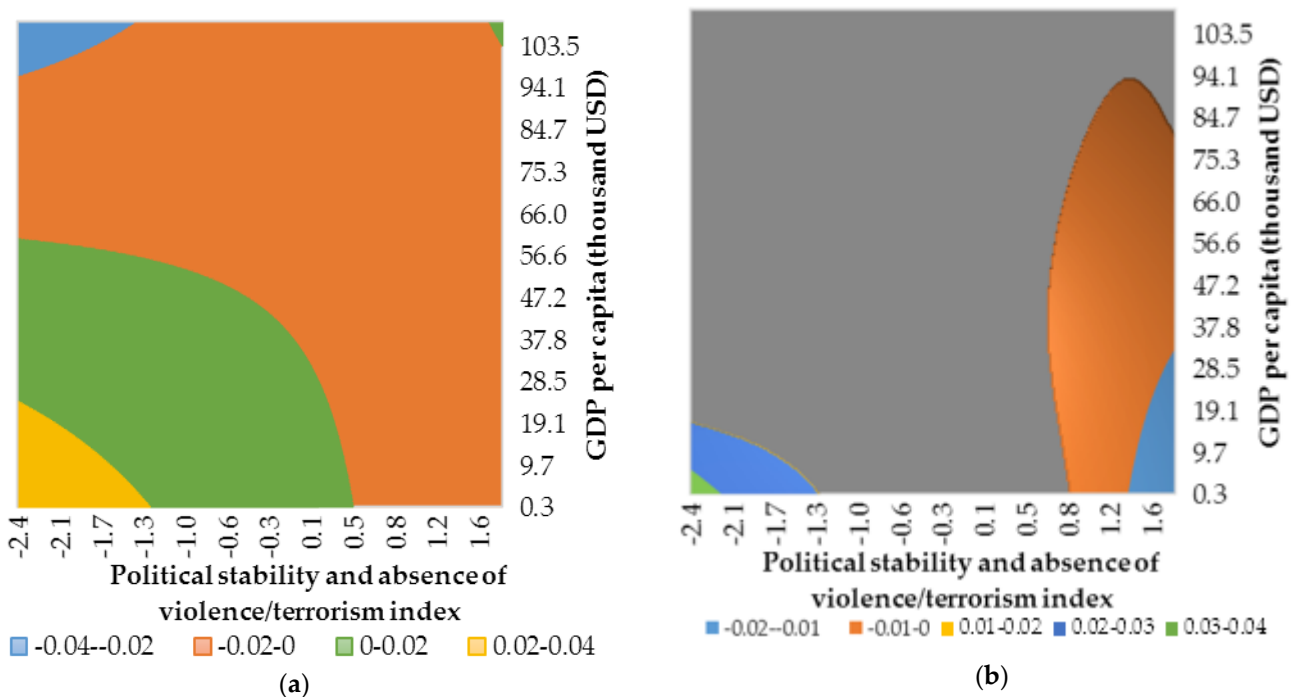 103.5
94.1
84.7
75.3
66.0
56.6
47.2
37.8
28.5
19.1
9.7
0.3
GDP per capita (thousand USD)
-2.4 -2.1 -1.7 -1.3 -1.0 -0.6 -0.3 0.1 0.5 0.8 1.2 1.6
Political stability and absence of
violence/terrorism index
-0.04--0.02 -0.02-0 0-0.02 0.02-0.04
(a)
103.5
94.1
84.7
75.3
66.0
56.6
47.2
37.8
28.5
19.1
9.7
0.3
GDP per capita (thousand USD)
-2.4 -2.1 -1.7 -1.3 -1.0 -0.6 -0.3 0.1 0.5 0.8 1.2 1.6
Political stability and absence of
violence/terrorism index
-0.02--0.01 -0.01-0 0.01-0.02 0.02-0.03 0.03-0.04
(b)